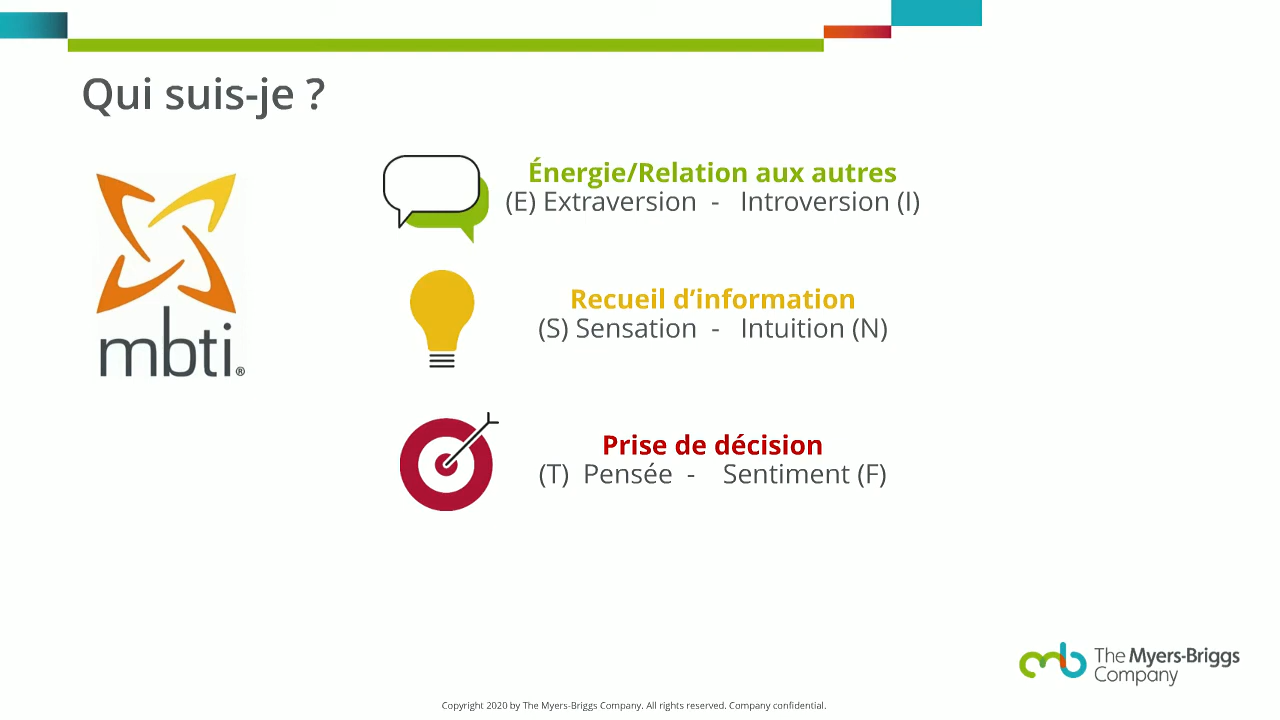 Qui suis-je ?
Énergie/Relation aux autres
(E) Extraversion - Introversion (I)
Recueil d‘information
(S) Sensation - Intuition (N)
mbti®
Prise de décision
(T) Pensée - Sentiment (F)
The Myers-Briggs
Company
Copyright 2020 by The Myers-Briggs Company. All rights reserved. Company confidential.